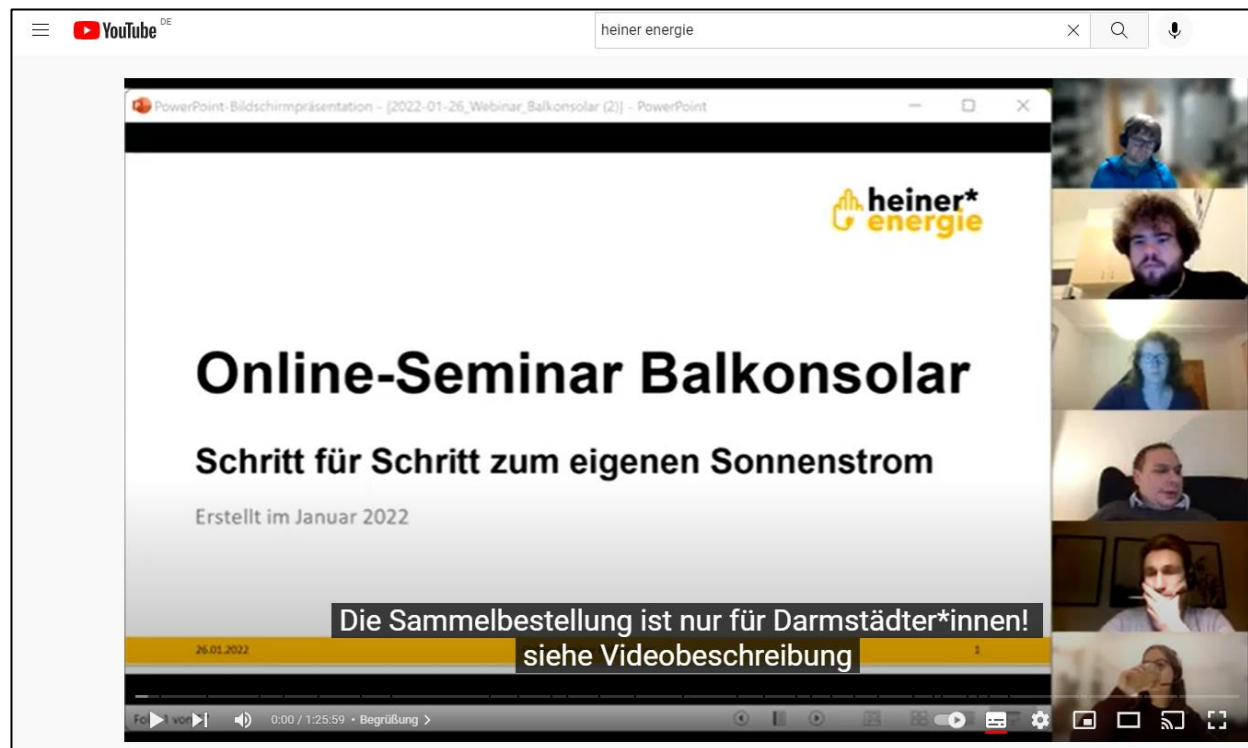 YouTube DE
heiner energie
PowerPoint-Bildschirmpräsentation - [2022-01-26_Webinar_Balkonsolar (2)] - PowerPoint
heiner*
energie
Online-Seminar Balkonsolar
Schritt für Schritt zum eigenen Sonnenstrom
Erstellt im Januar 2022
Die Sammelbestellung ist nur für Darmstädter*innen!
siehe Videobeschreibung
26.01.2022
1
0:00 / 1:25:59 • Begrüßung >